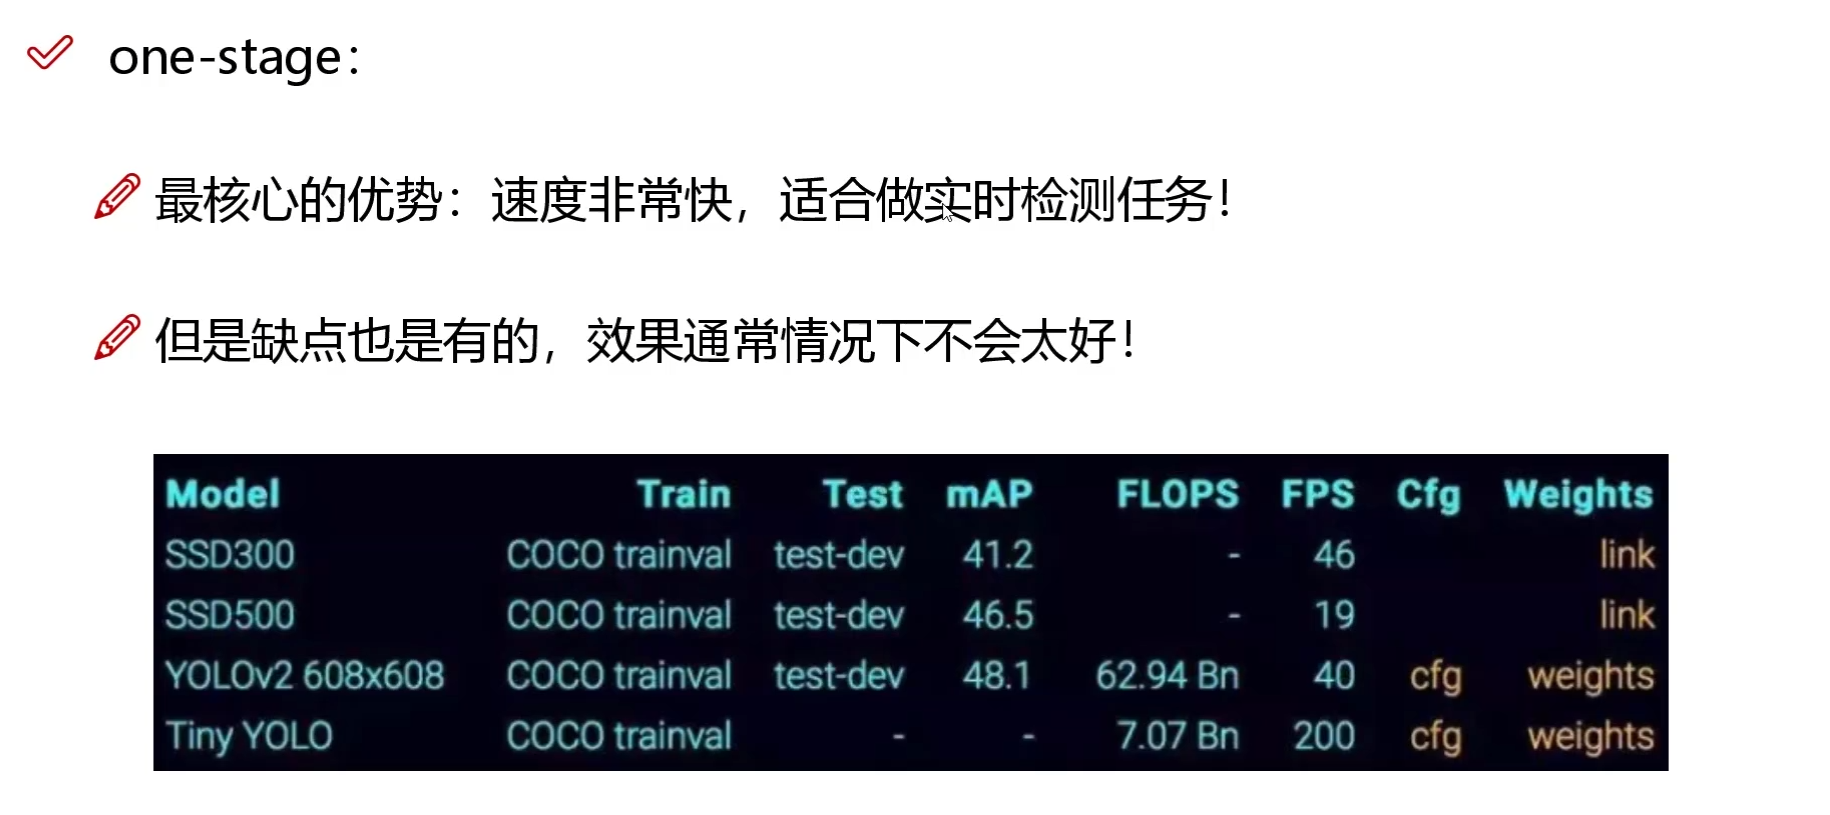 one-stage：
最核心的优势：速度非常快，适合做实时检测任务！
但是缺点也是有的，效果通常情况下不会太好！
Model Train Test mAP FLOPS FPS Cfg Weights
SSD300 COCO trainval test-dev 41.2 - 46 link
SSD500 COCO trainval test-dev 46.5 - 19 link
YOLOv2 608x608 COCO trainval test-dev 48.1 62.94 Bn 40 cfg weights
Tiny YOLO COCO trainval - - 7.07 Bn 200 cfg weights